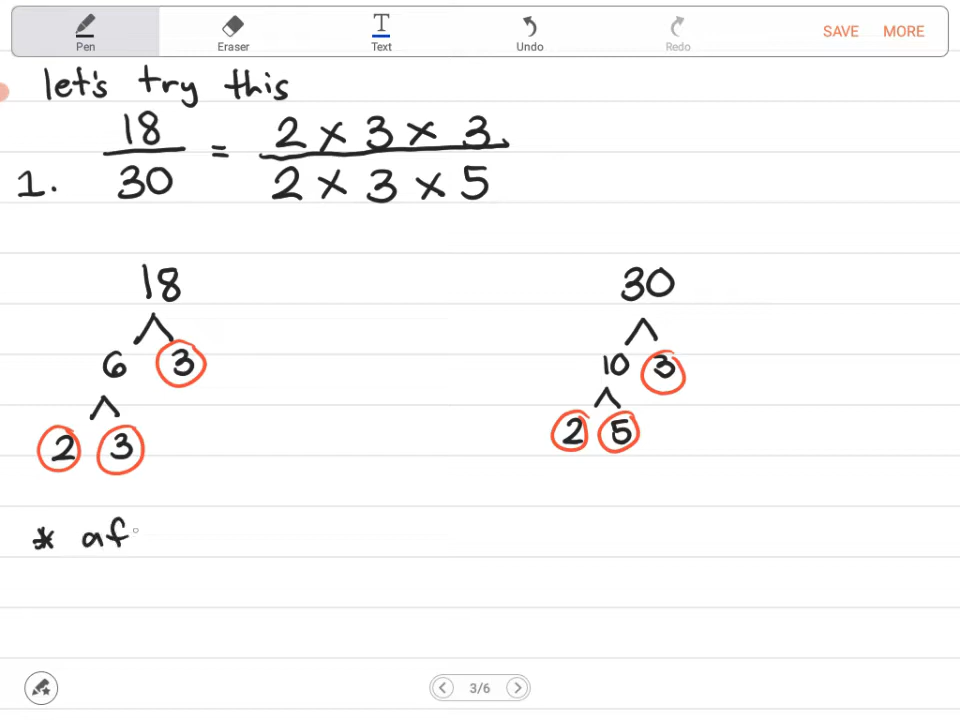 Pen Eraser Text Undo Redo SAVE MORE
let's try this
1. 18/30 = 2 × 3 × 3 / 2 × 3 × 5
18 30
6 3 10 3
2 3 2 5
* af
3/6